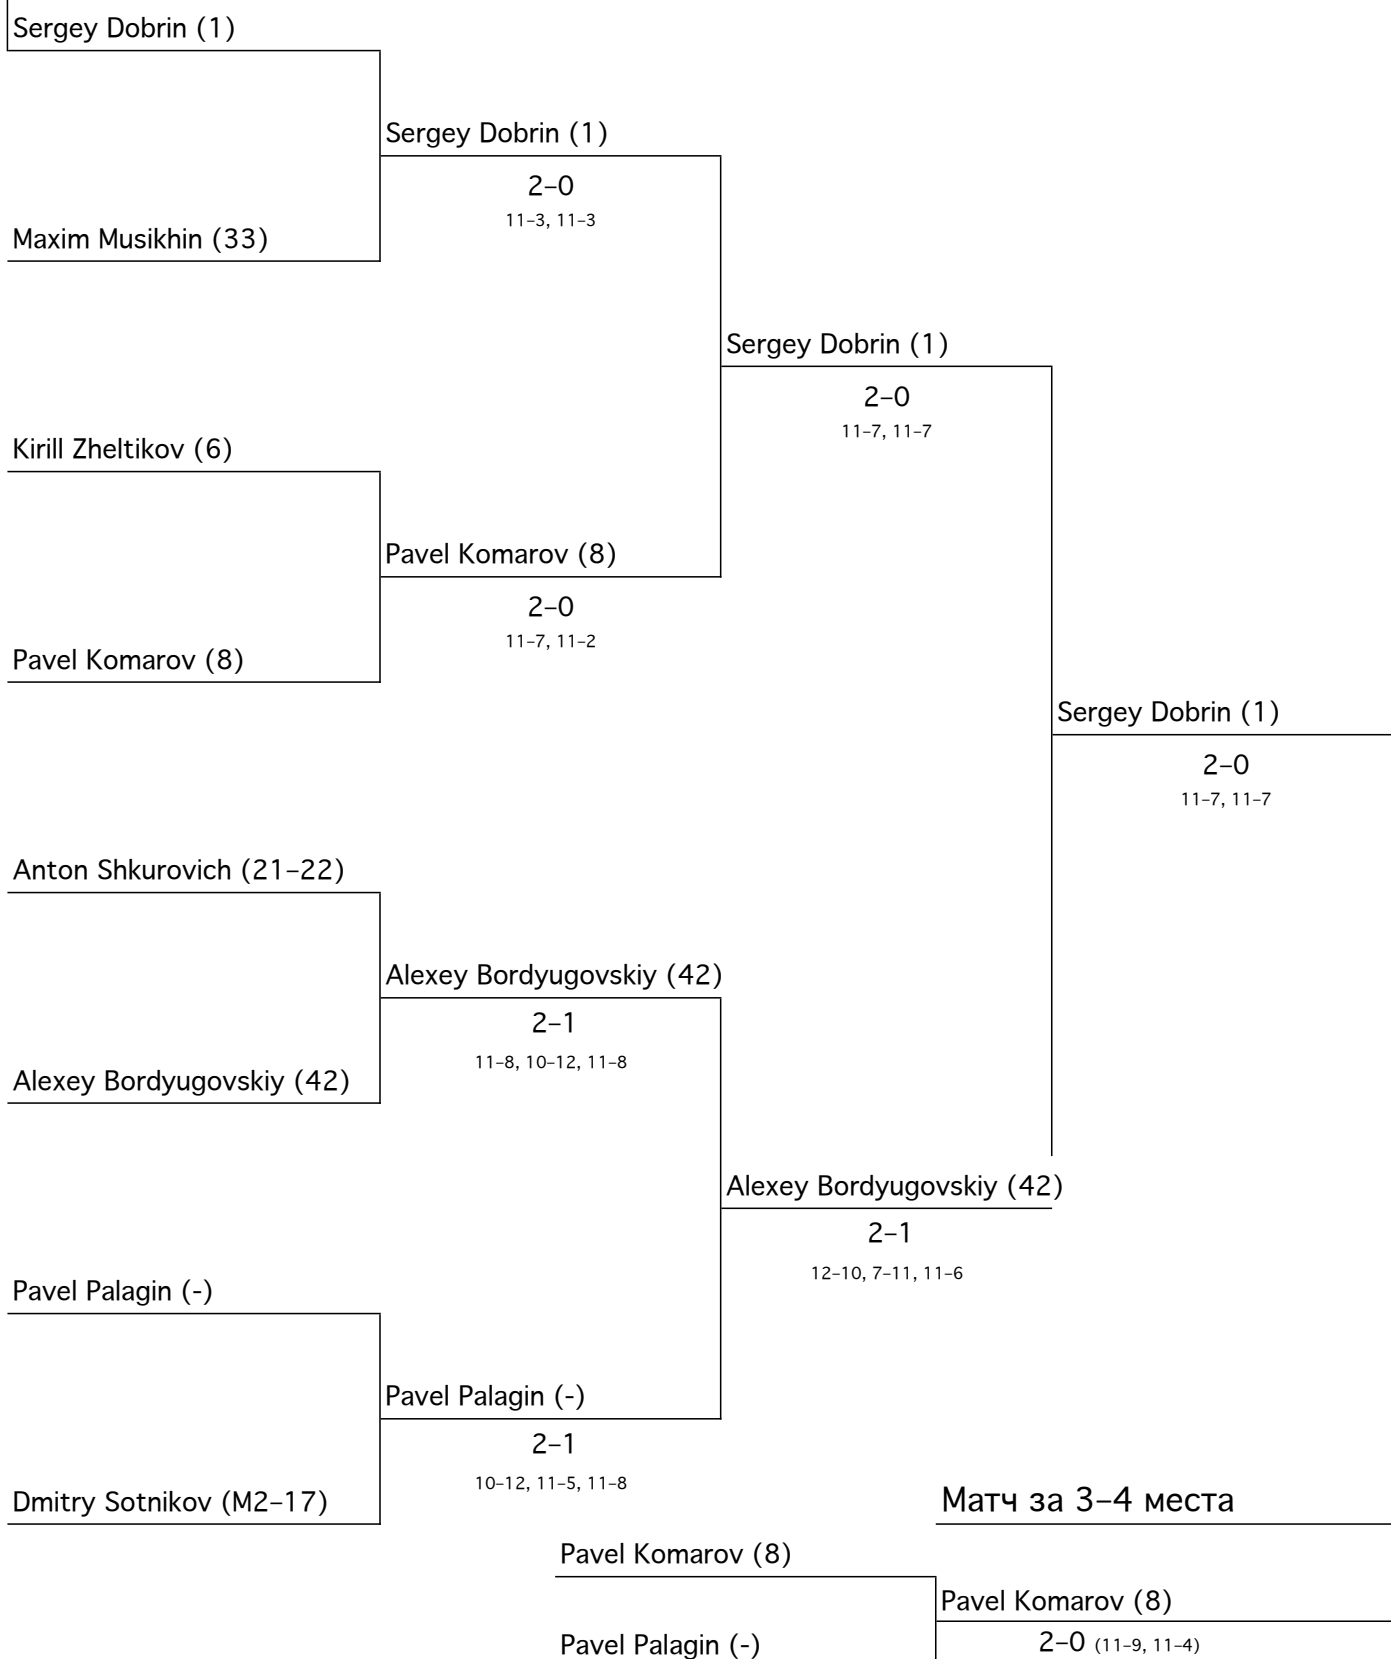 Sergey Dobrin (1)
Sergey Dobrin (1)
2–0
11–3, 11–3
Maxim Musikhin (33)
Sergey Dobrin (1)
2–0
11–7, 11–7
Kirill Zheltikov (6)
Pavel Komarov (8)
2–0
11–7, 11–2
Pavel Komarov (8)
Sergey Dobrin (1)
2–0
11–7, 11–7
Anton Shkurovich (21–22)
Alexey Bordyugovskiy (42)
2–1
11–8, 10–12, 11–8
Alexey Bordyugovskiy (42)
Alexey Bordyugovskiy (42)
2–1
12–10, 7–11, 11–6
Pavel Palagin (-)
Pavel Palagin (-)
2–1
10–12, 11–5, 11–8
Dmitry Sotnikov (M2–17)
Матч за 3–4 места
Pavel Komarov (8)
Pavel Komarov (8)
Pavel Palagin (-)
2–0 (11–9, 11–4)